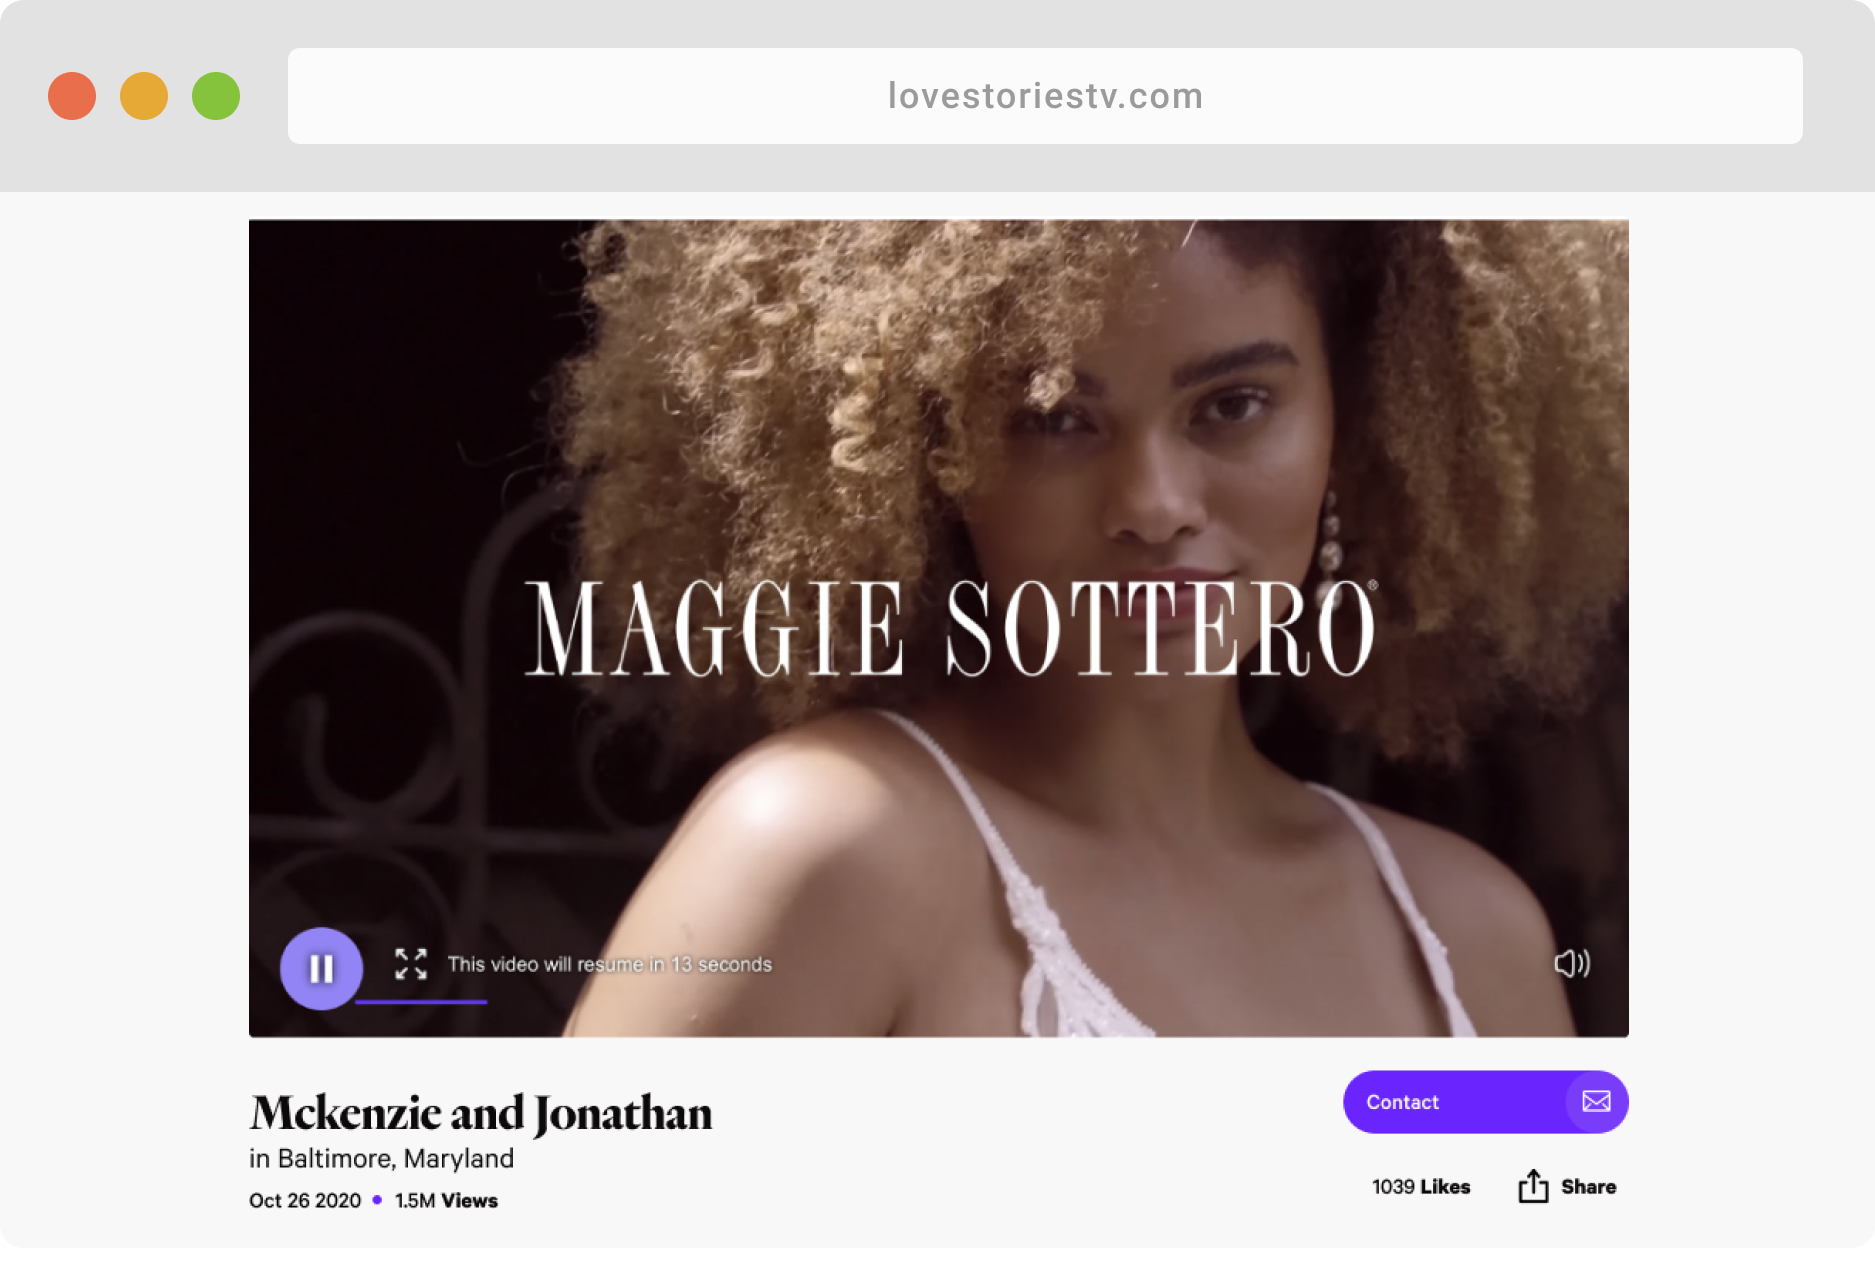 lovestoriestv.com
MAGGIE SOTTERO®
This video will resume in 13 seconds
Mckenzie and Jonathan
Contact
in Baltimore, Maryland
Oct 26 2020 • 1.5M Views
1039 Likes
Share